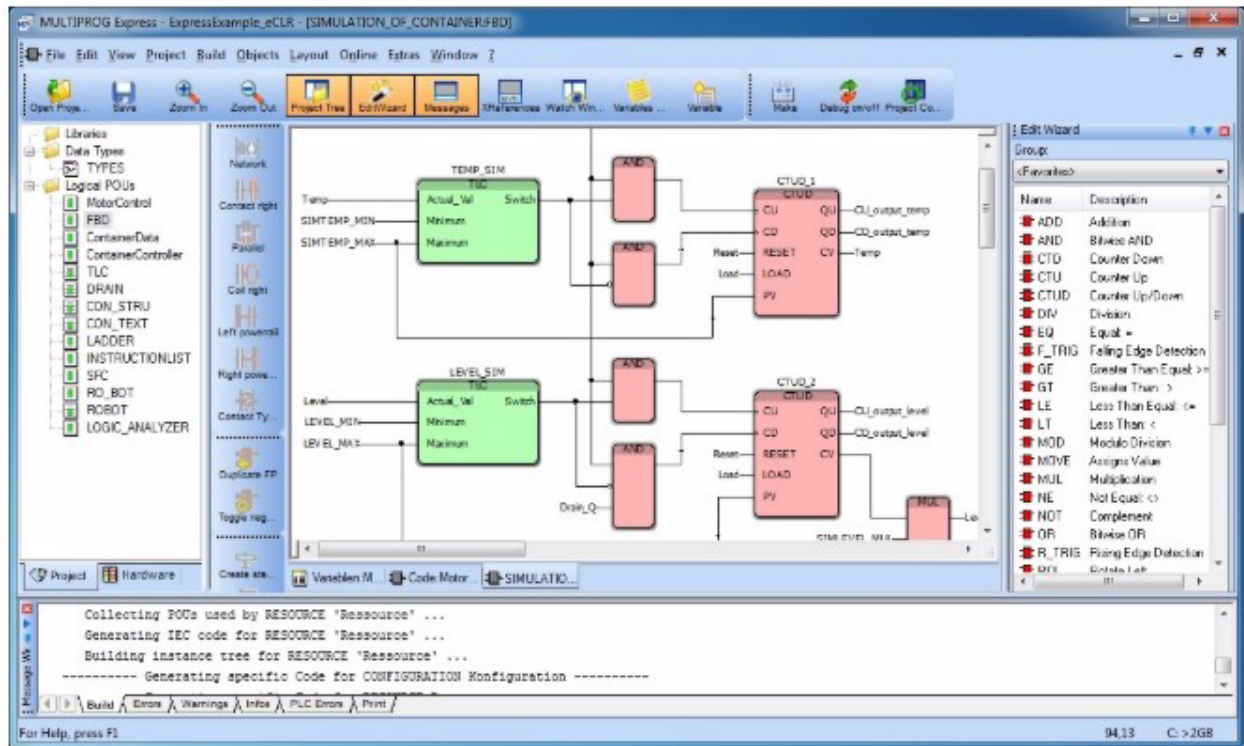 MULTIPROG Express - ExpressExample_eCLR - [SIMULATION_OF_CONTAINER:FBD]
File Edit View Project Build Objects Layout Online Extras Window ?
Open Proje... Save Zoom In Zoom Out Project Tree Edit Wizard Messages XReferences Watch Win... Variables ... Variable Make Debug on/off Project Co...
Libraries
Data Types
TYPES
Logical POUs
MotorControl
FBD
ContainerData
ContainerController
TLC
DRAIN
CON_STRU
CON_TEXT
LADDER
INSTRUCTIONLIST
SFC
RO_BOT
ROBOT
LOGIC_ANALYZER
Project Hardware
Network
Contact right
Parallel
Coil right
Left powerrail
Right powe...
Contact Ty...
Duplicate FP
Toggle neg...
Create ste...
TEMP_SIM
TLC
Temp Actual_Val Switch
SIMTEMP_MIN Minimum
SIMTEMP_MAX Maximum
AND
AND
CTUD_1
CTUD
CU QU CU_output_temp
CD QD CD_output_temp
Reset RESET CV Temp
Load LOAD
PV
LEVEL_SIM
TLC
Level Actual_Val Switch
LEVEL_MIN Minimum
LEVEL_MAX Maximum
AND
AND
Drain_Q
CTUD_2
CTUD
CU QU CU_output_level
CD QD CD_output_level
Reset RESET CV
Load LOAD
PV
MUL
SIMLEVEL_MUL
Variablen M... Code Motor... SIMULATIO...
Edit Wizard
Group:
<Favorites>
Name Description
ADD Addition
AND Bitwise AND
CTD Counter Down
CTU Counter Up
CTUD Counter Up/Down
DIV Division
EQ Equal: =
F_TRIG Falling Edge Detection
GE Greater Than Equal: >=
GT Greater Than: >
LE Less Than Equal: <=
LT Less Than: <
MOD Modulo Division
MOVE Assigns Value
MUL Multiplication
NE Not Equal: <>
NOT Complement
OR Bitwise OR
R_TRIG Rising Edge Detection
ROL Rotate Left
Collecting POUs used by RESOURCE 'Ressource' ...
Generating IEC code for RESOURCE 'Ressource' ...
Building instance tree for RESOURCE 'Ressource' ...
---------- Generating specific Code for CONFIGURATION Konfiguration ----------
Message Wi
Build Errors Warnings Infos PLC Errors Print
For Help, press F1 94,13 C: >2GB